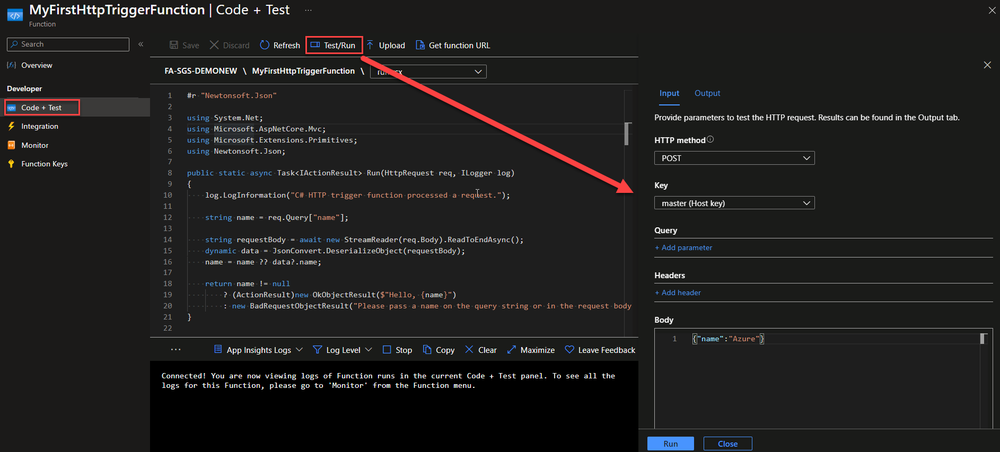 MyFirstHttpTriggerFunction | Code + Test ...
Function
Search
«
Overview
Developer
Code + Test
Integration
Monitor
Function Keys
Save Discard Refresh Test/Run Upload Get function URL
FA-SGS-DEMONEW \ MyFirstHttpTriggerFunction \
1 #r "Newtonsoft.Json"
2
3 using System.Net;
4 using Microsoft.AspNetCore.Mvc;
5 using Microsoft.Extensions.Primitives;
6 using Newtonsoft.Json;
7
8 public static async Task<IActionResult> Run(HttpRequest req, ILogger log)
9 {
10 log.LogInformation("C# HTTP trigger function processed a request.");
11
12 string name = req.Query["name"];
13
14 string requestBody = await new StreamReader(req.Body).ReadToEndAsync();
15 dynamic data = JsonConvert.DeserializeObject(requestBody);
16 name = name ?? data?.name;
17
18 return name != null
19 ? (ActionResult)new OkObjectResult($"Hello, {name}")
20 : new BadRequestObjectResult("Please pass a name on the query string or in the request body
21 }
22
... App Insights Logs Log Level Stop Copy Clear Maximize Leave Feedback
Connected! You are now viewing logs of Function runs in the current Code + Test panel. To see all the
logs for this Function, please go to 'Monitor' from the Function menu.
Input Output
Provide parameters to test the HTTP request. Results can be found in the Output tab.
HTTP method
POST
Key
master (Host key)
Query
+ Add parameter
Headers
+ Add header
Body
1 {"name":"Azure"}
Run Close